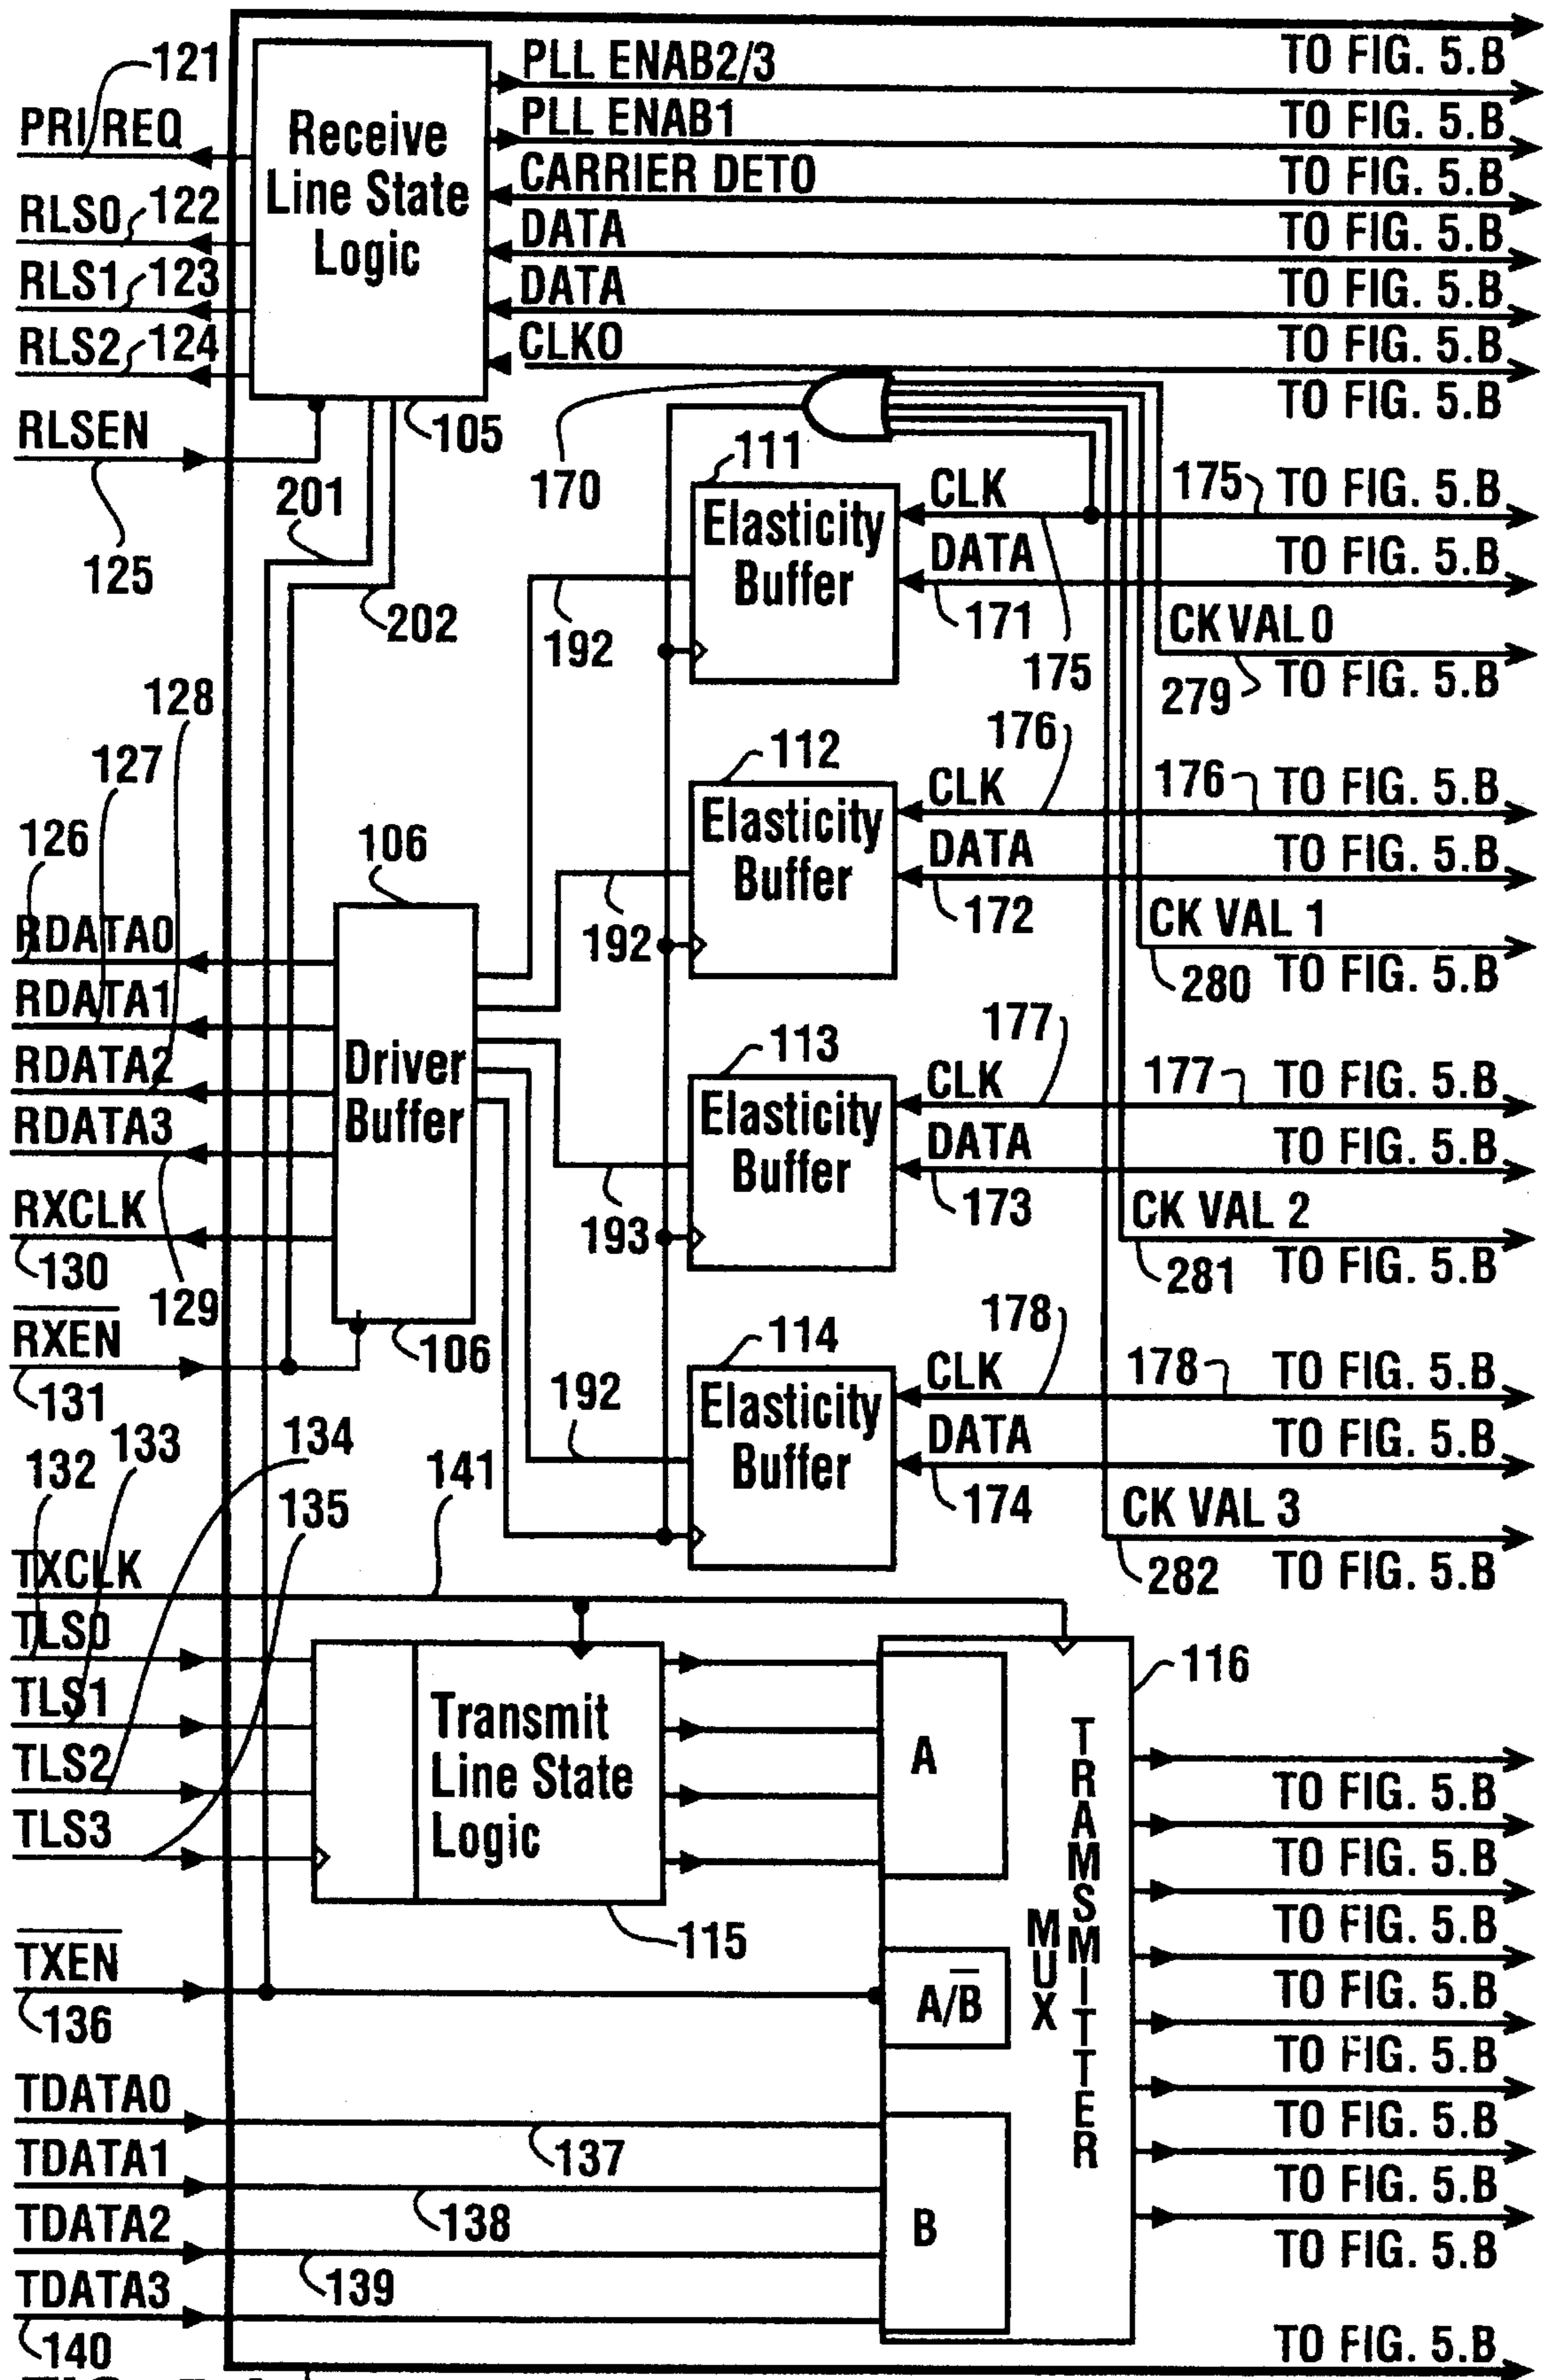 TO FIG. 5.B
121
PLL ENAB2/3
PRI REQ
Receive
Line State
Logic
PLL ENAB1
TO FIG. 5.B
CARRIER DET0
TO FIG. 5.B
RLS0
122
DATA
TO FIG. 5.B
RLS1
123
DATA
TO FIG. 5.B
RLS2
124
CLK0
TO FIG. 5.B
TO FIG. 5.B
RLSEN
105
170
111
125
201
202
Elasticity
Buffer
CLK
175
TO FIG. 5.B
DATA
TO FIG. 5.B
192
171
175
CK VAL 0
279
TO FIG. 5.B
128
127
126
106
112
176
Elasticity
Buffer
CLK
176
TO FIG. 5.B
DATA
TO FIG. 5.B
192
172
CK VAL 1
280
TO FIG. 5.B
RDATA0
RDATA1
RDATA2
RDATA3
Driver
Buffer
113
177
Elasticity
Buffer
CLK
177
TO FIG. 5.B
DATA
TO FIG. 5.B
193
173
CK VAL 2
281
TO FIG. 5.B
RXCLK
130
129
RXEN
131
106
114
178
Elasticity
Buffer
CLK
178
TO FIG. 5.B
DATA
TO FIG. 5.B
192
174
CK VAL 3
282
TO FIG. 5.B
132
133
134
135
141
TXCLK
TLS0
TLS1
TLS2
TLS3
Transmit
Line State
Logic
115
A
116
TRAMSMITTER
MUX
TO FIG. 5.B
TO FIG. 5.B
TO FIG. 5.B
TXEN
136
A/B̅
TO FIG. 5.B
TO FIG. 5.B
TDATA0
137
TO FIG. 5.B
TDATA1
138
TO FIG. 5.B
TDATA2
139
B
TO FIG. 5.B
TDATA3
140
TO FIG. 5.B